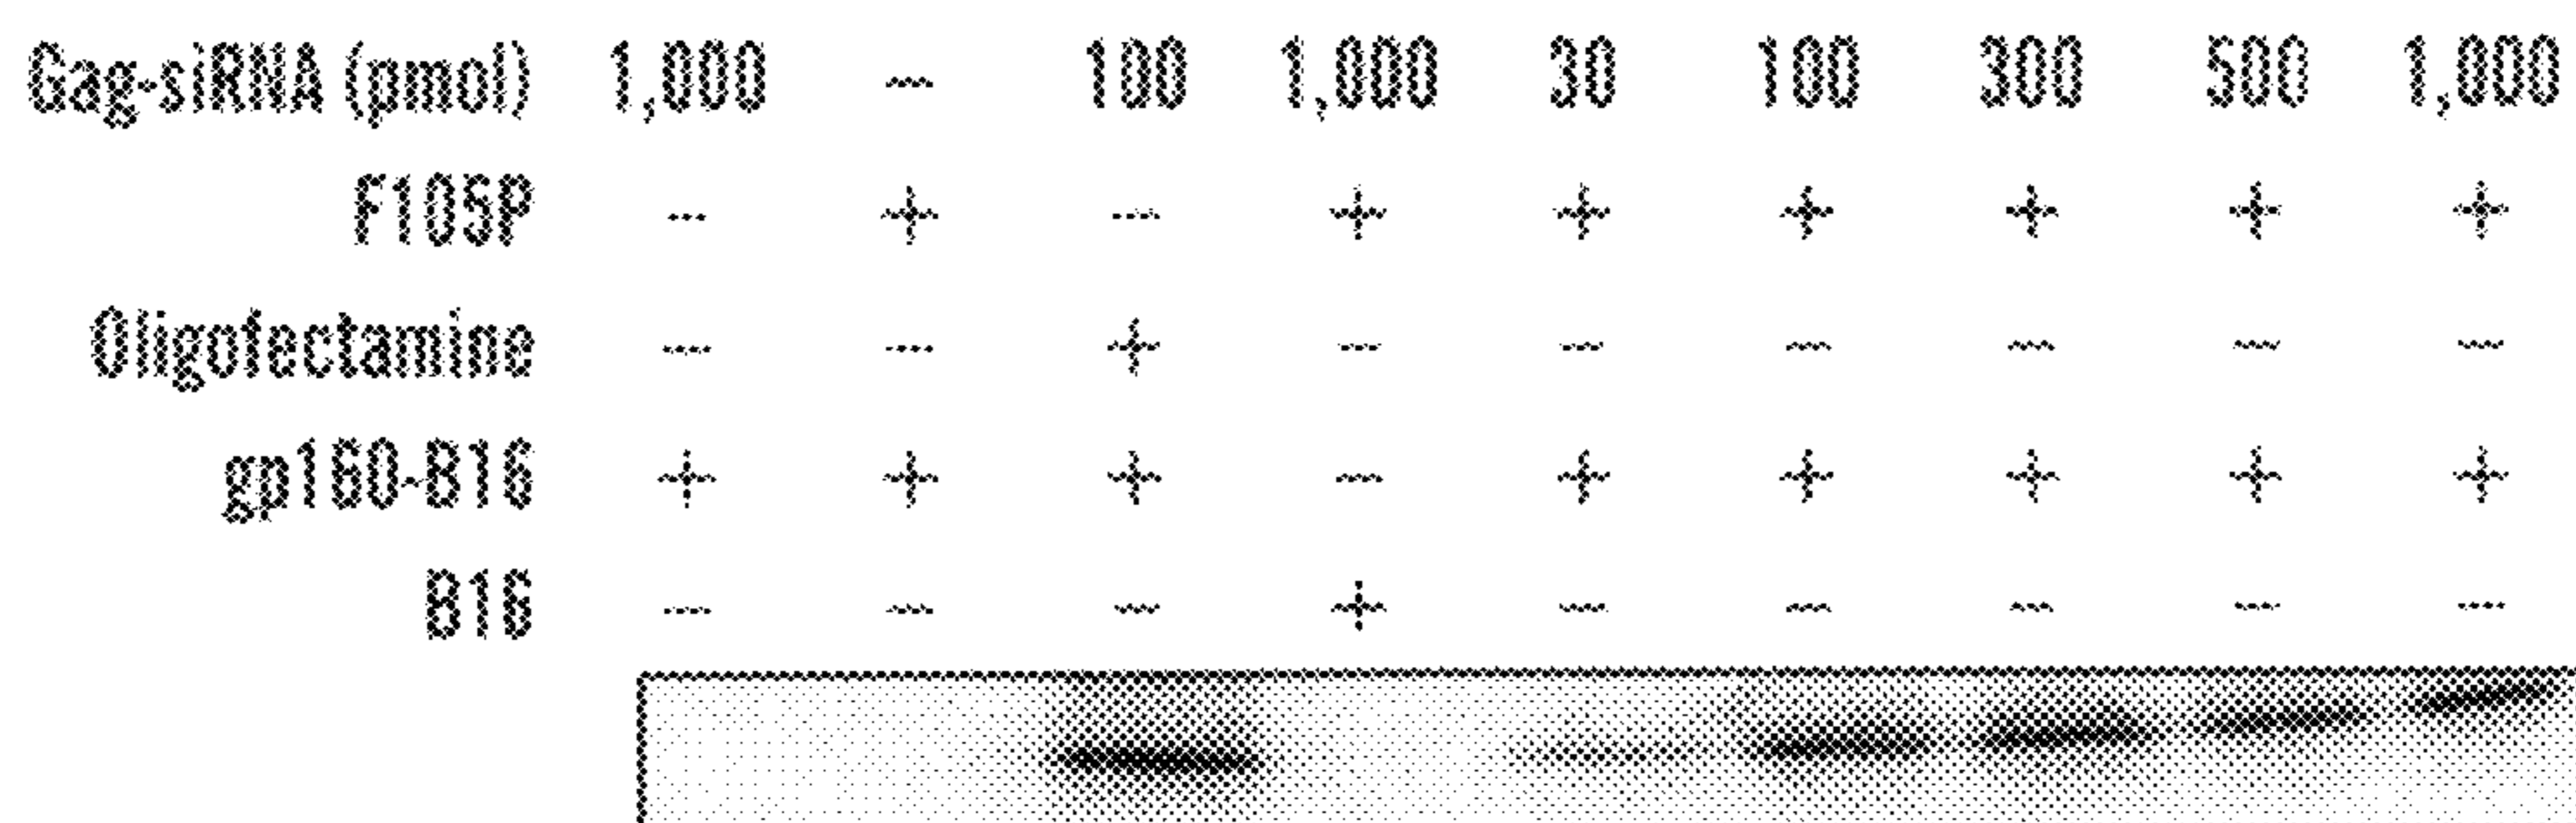 Gag-siRNA (pmol) 1,000 – 100 1,000 30 100 300 500 1,000
F105P – + – + + + + + +
Oligofectamine – – + – – – – – –
gp160-B16 + + + – + + + + +
B16 – – – + – – – – –